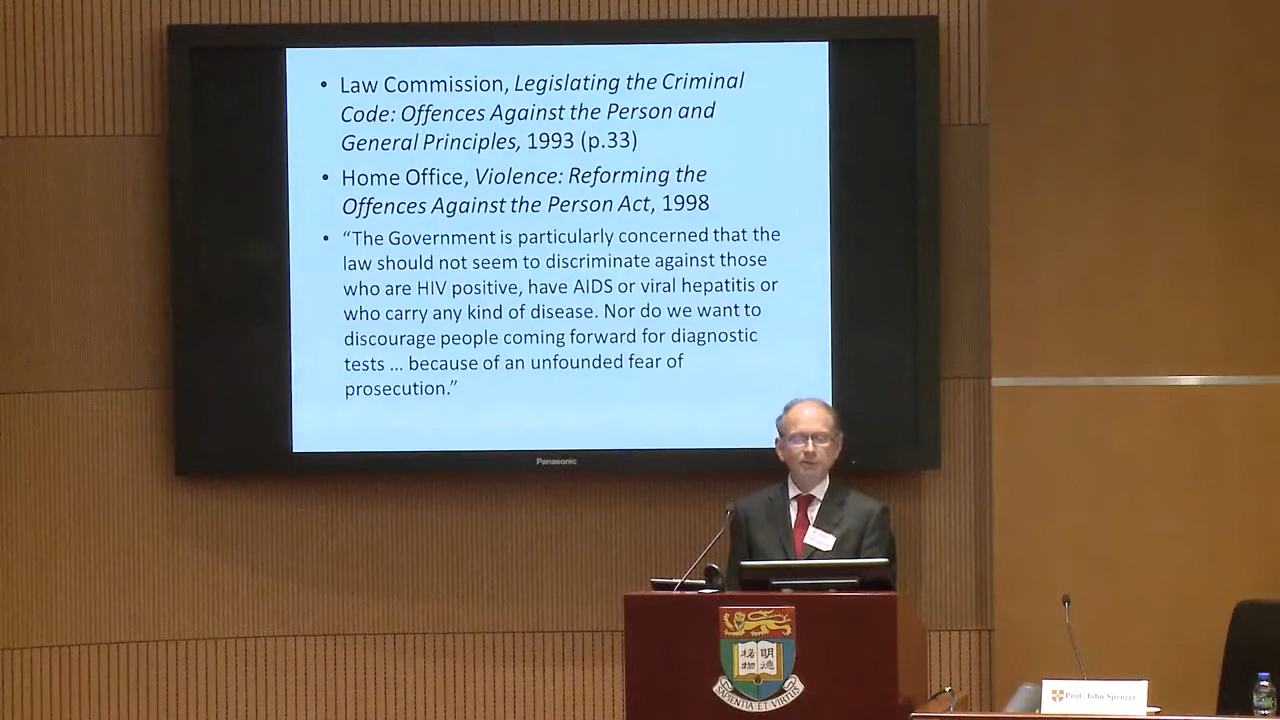 • Law Commission, Legislating the Criminal
Code: Offences Against the Person and
General Principles, 1993 (p.33)
• Home Office, Violence: Reforming the
Offences Against the Person Act, 1998
• “The Government is particularly concerned that the
law should not seem to discriminate against those
who are HIV positive, have AIDS or viral hepatitis or
who carry any kind of disease. Nor do we want to
discourage people coming forward for diagnostic
tests ... because of an unfounded fear of
prosecution.”
Panasonic
明德
格物
SAPIENTIA ET VIRTUS
Prof. John Spencer